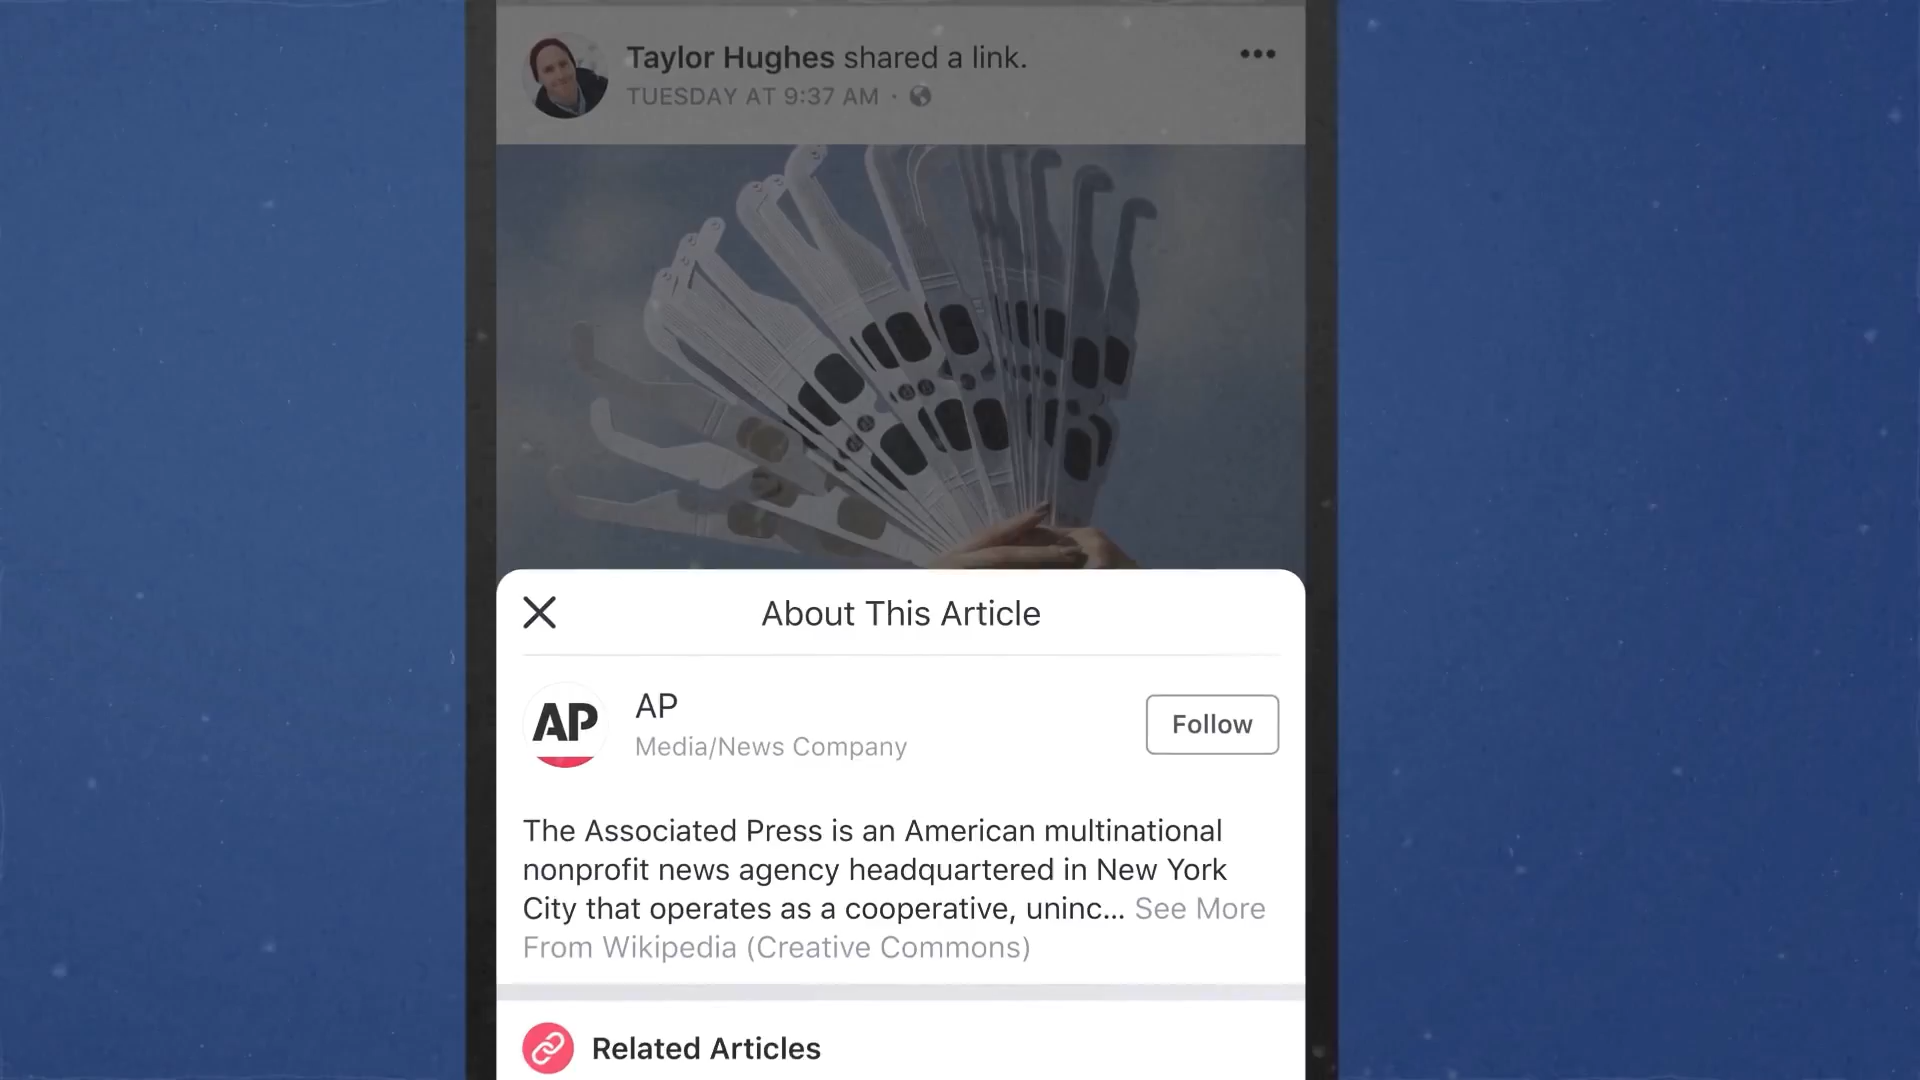 Taylor Hughes shared a link.
TUESDAY AT 9:37 AM ·
About This Article
AP
AP
Media/News Company
Follow
The Associated Press is an American multinational
nonprofit news agency headquartered in New York
City that operates as a cooperative, uninc... See More
From Wikipedia (Creative Commons)
Related Articles